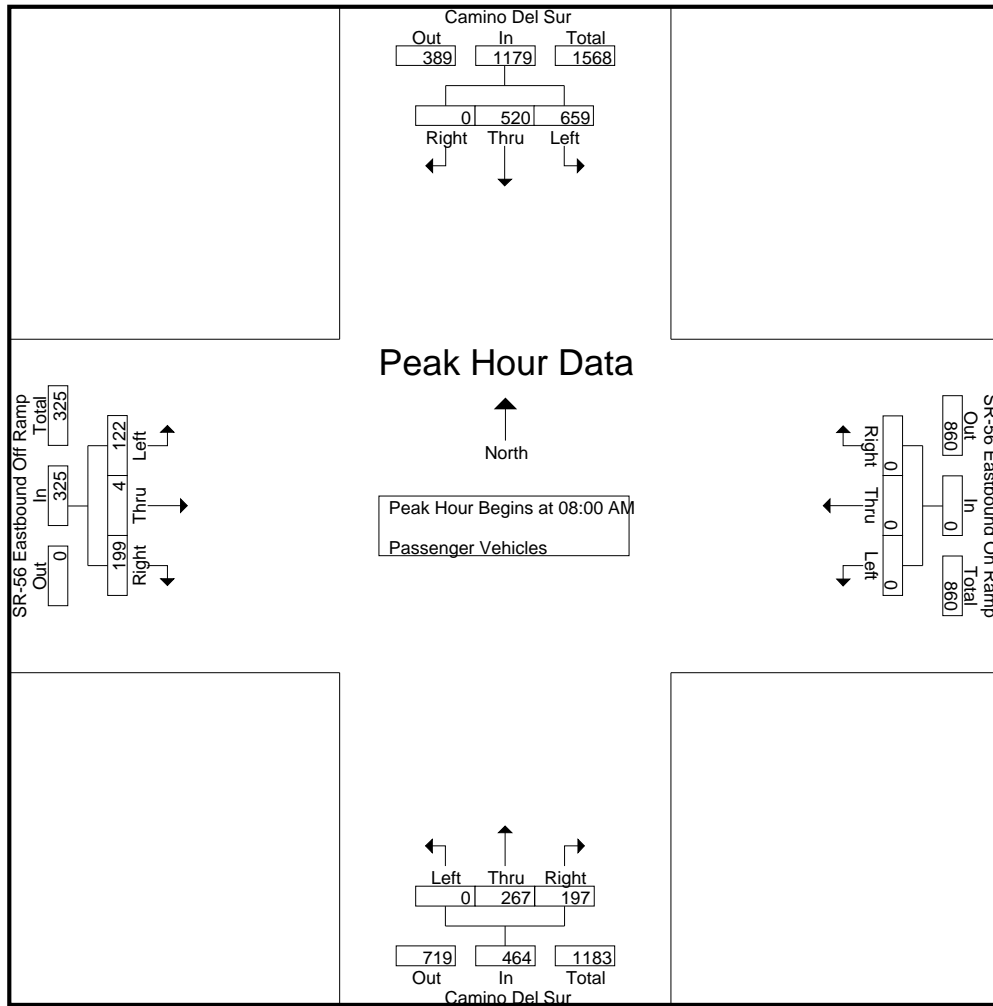 Camino Del Sur
Out In Total
389 1179 1568
0 520 659
Right Thru Left
Peak Hour Data
North
Peak Hour Begins at 08:00 AM
Passenger Vehicles
SR-56 Eastbound Off Ramp
Out In Total
0 325 325
199 4 122
Right Thru Left
SR-56 Eastbound On Ramp
Out In Total
860 0 860
0 0 0
Right Thru Left
Left Thru Right
0 267 197
719 464 1183
Out In Total
Camino Del Sur